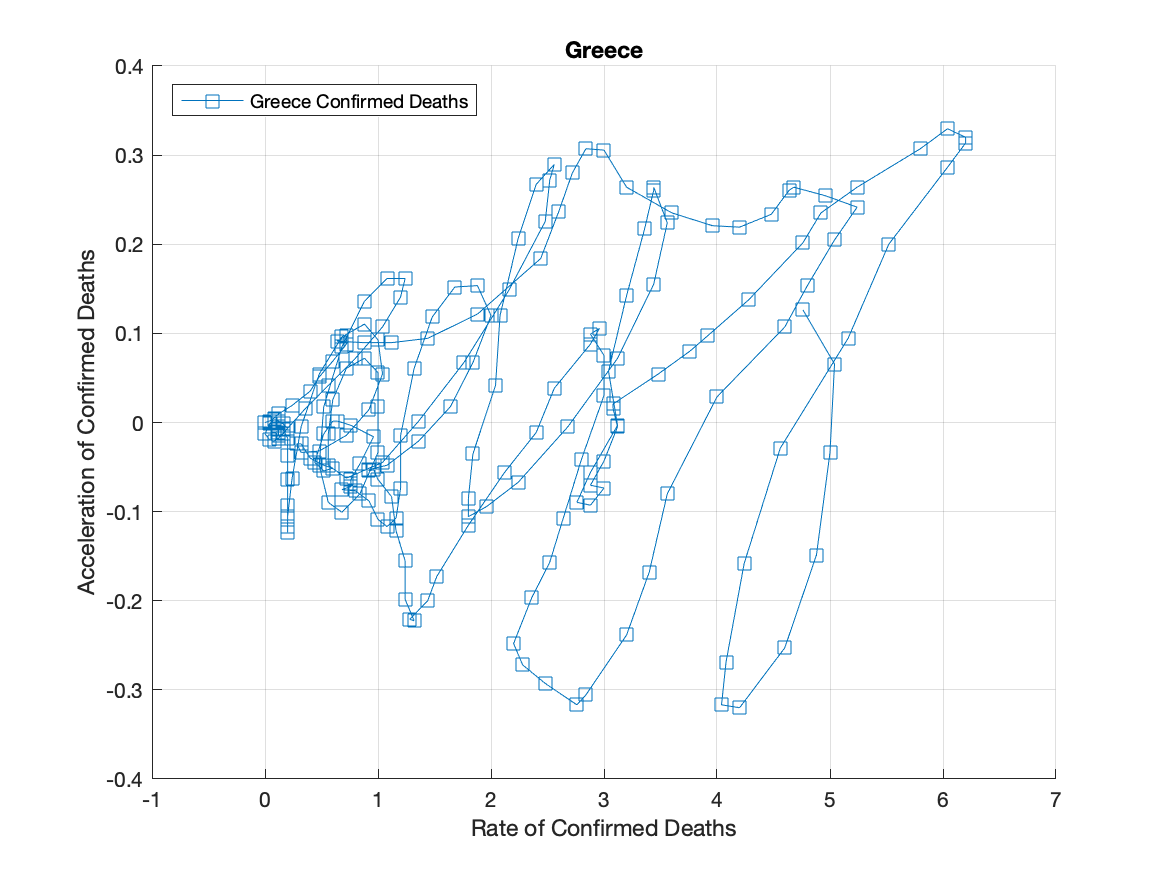 Greece
Greece Confirmed Deaths
0.4
0.3
0.2
0.1
0
-0.1
-0.2
-0.3
-0.4
Acceleration of Confirmed Deaths
-1 0 1 2 3 4 5 6 7
Rate of Confirmed Deaths